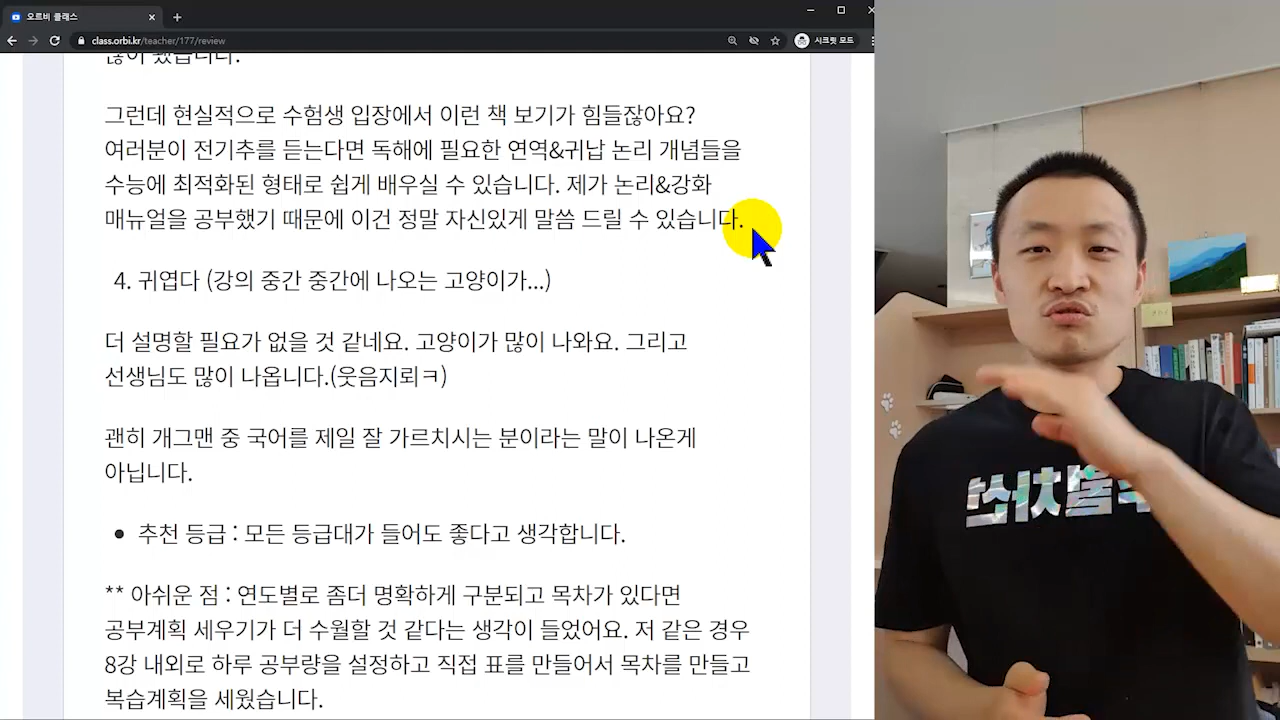 오르비 클래스
class.orbi.kr/teacher/177/review
시크릿 모드
많이 됐습니다.
그런데 현실적으로 수험생 입장에서 이런 책 보기가 힘들잖아요?
여러분이 전기추를 듣는다면 독해에 필요한 연역&귀납 논리 개념들을
수능에 최적화된 형태로 쉽게 배우실 수 있습니다. 제가 논리&강화
매뉴얼을 공부했기 때문에 이건 정말 자신있게 말씀 드릴 수 있습니다.
4. 귀엽다 (강의 중간 중간에 나오는 고양이가...)
더 설명할 필요가 없을 것 같네요. 고양이가 많이 나와요. 그리고
선생님도 많이 나옵니다.(웃음지뢰ㅋ)
괜히 개그맨 중 국어를 제일 잘 가르치시는 분이라는 말이 나온게
아닙니다.
• 추천 등급 : 모든 등급대가 들어도 좋다고 생각합니다.
** 아쉬운 점 : 연도별로 좀더 명확하게 구분되고 목차가 있다면
공부계획 세우기가 더 수월할 것 같다는 생각이 들었어요. 저 같은 경우
8강 내외로 하루 공부량을 설정하고 직접 표를 만들어서 목차를 만들고
복습계획을 세웠습니다.